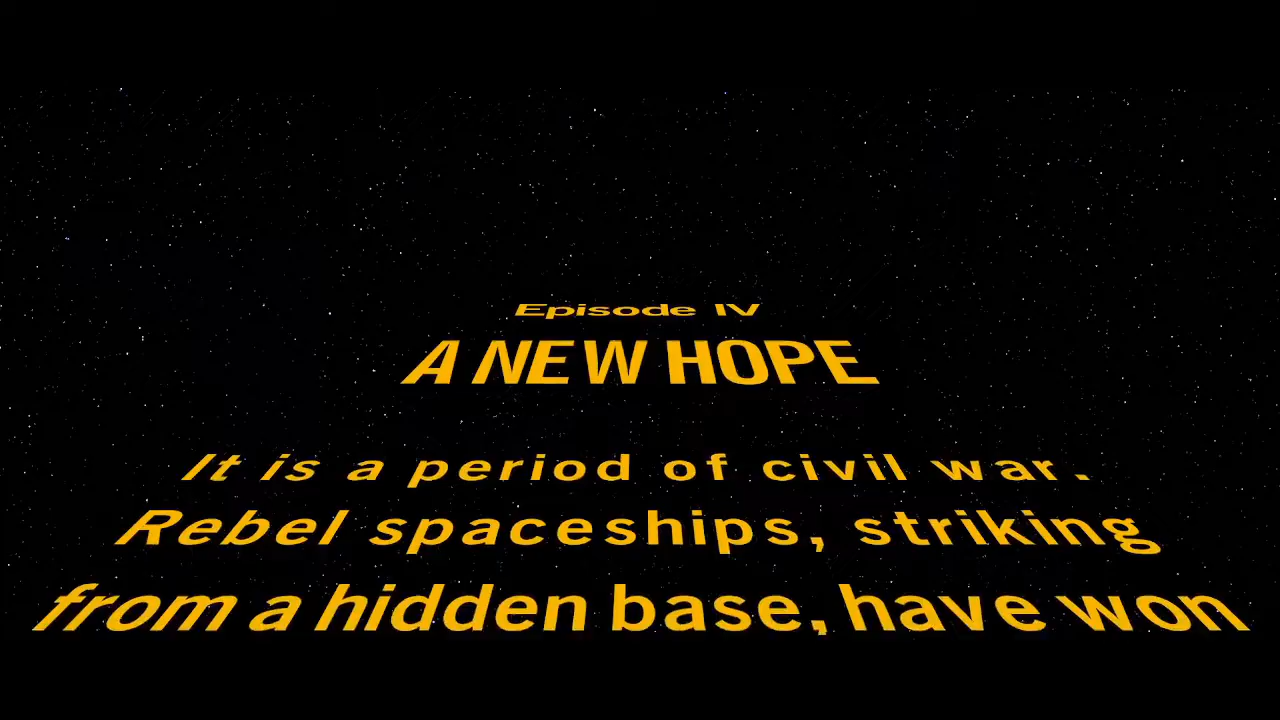 Episode IV
A NEW HOPE
It is a period of civil war.
Rebel spaceships, striking
from a hidden base, have won